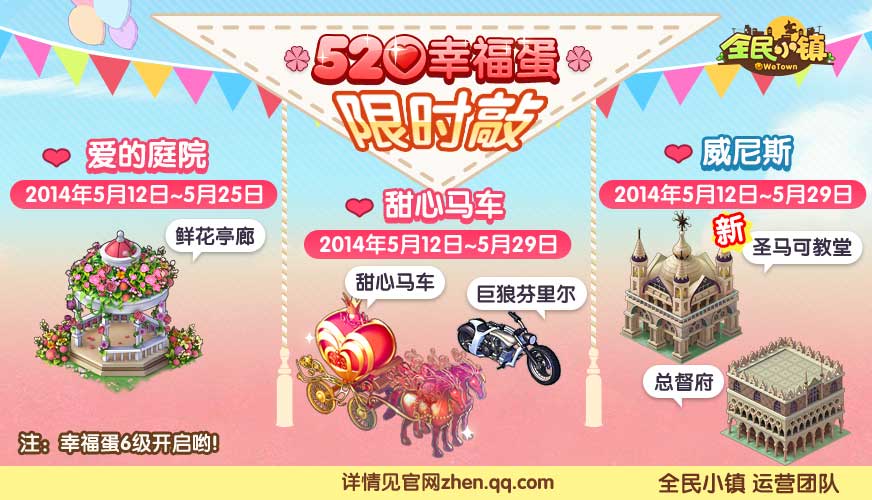 520幸福蛋
限时敲
全民小镇
WeTown
爱的庭院
2014年5月12日~5月25日
鲜花亭廊
甜心马车
2014年5月12日~5月29日
甜心马车
巨狼芬里尔
威尼斯
2014年5月12日~5月29日
新
圣马可教堂
总督府
注：幸福蛋6级开启哟!
详情见官网zhen.qq.com
全民小镇 运营团队